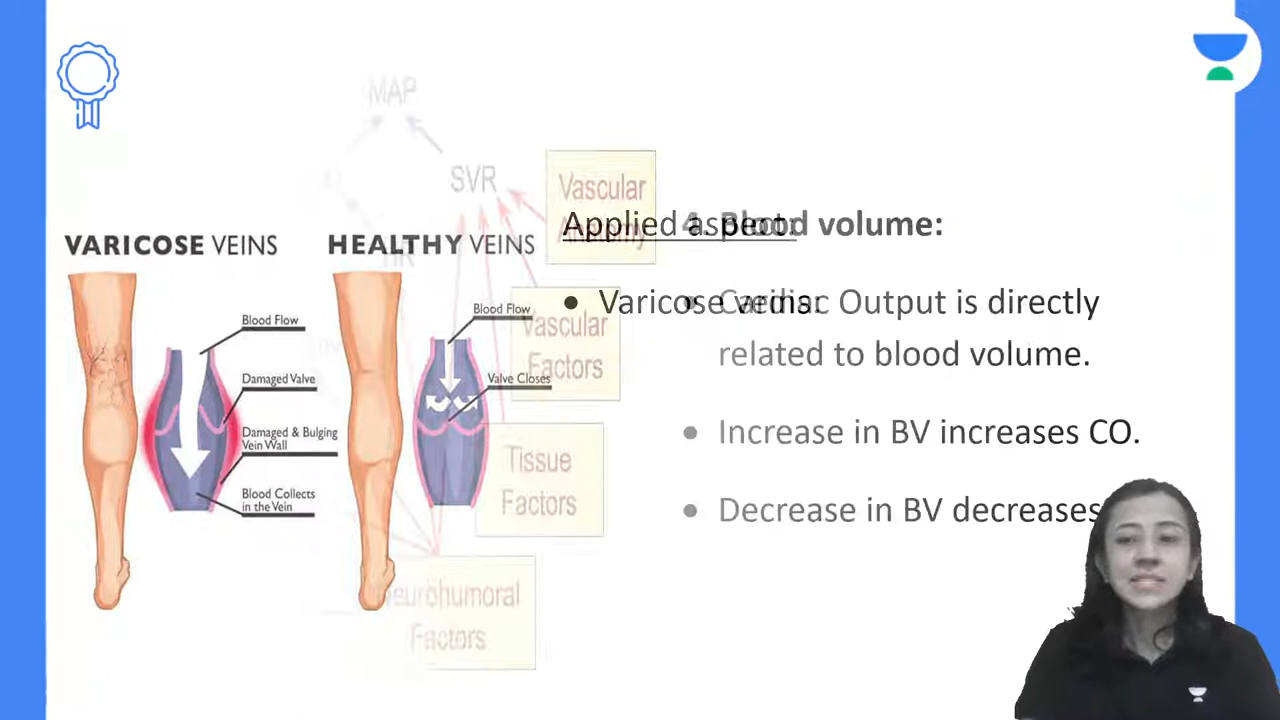 MAP
SVR
Vascular
Anatomy
Applied aspect:
4. Blood volume:
VARICOSE VEINS
HEALTHY VEINS
HR
Varicose veins:
Cardiac Output is directly
related to blood volume.
Blood Flow
Damaged Valve
Damaged & Bulging
Vein Wall
Blood Collects
in the Vein
Blood Flow
Valve Closes
Vascular
Factors
Increase in BV increases CO.
Tissue
Factors
Decrease in BV decreases
Neurohumoral
Factors